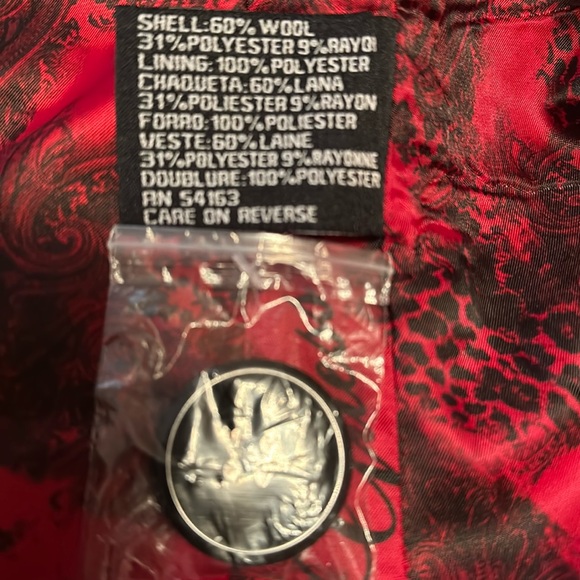 SHELL:60% WOOL
31%POLYESTER 9%RAYO
LINING:100%POLYESTER
CHAQUETA:60%LANA
31%POLIESTER 9%RAYON
FORRO:100%POLIESTER
VESTE:60%LAINE
31%POLYESTER 9%RAYONNE
DOUBLURE:100%POLYESTER
RN 54163
CARE ON REVERSE